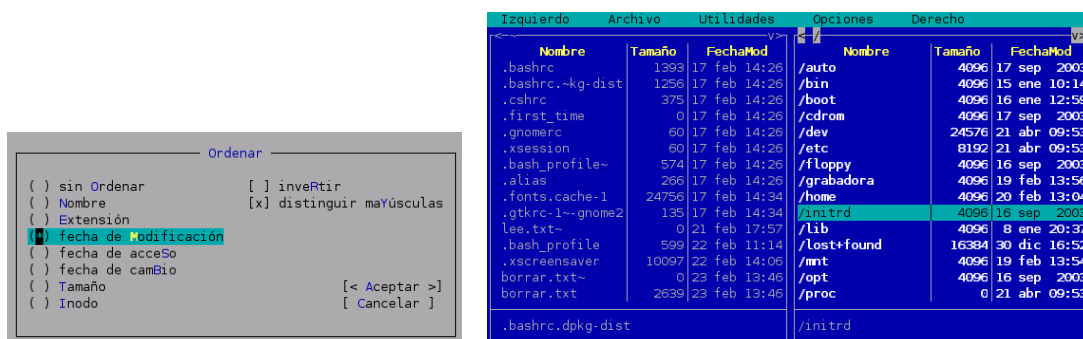 Ordenar
( ) sin Ordenar [ ] inveRtir
( ) Nombre [x] distinguir maYúsculas
( ) Extensión
(*) fecha de Modificación
( ) fecha de acceSo
( ) fecha de camBio
( ) Tamaño [< Aceptar >]
( ) Inodo [ Cancelar ]
Izquierdo Archivo Utilidades Opciones Derecho
<-~ v>
Nombre Tamaño FechaMod
.bashrc 1393 17 feb 14:26
.bashrc.~kg-dist 1256 17 feb 14:26
.cshrc 375 17 feb 14:26
.first_time 0 17 feb 14:26
.gnomerc 60 17 feb 14:26
.xsession 60 17 feb 14:26
.bash_profile~ 574 17 feb 14:26
.alias 266 17 feb 14:26
.fonts.cache-1 24756 17 feb 14:34
.gtkrc-1~-gnome2 135 17 feb 14:34
lee.txt~ 0 21 feb 17:57
.bash_profile 599 22 feb 11:14
.xscreensaver 10097 22 feb 14:06
borrar.txt~ 0 23 feb 13:46
borrar.txt 2639 23 feb 13:46
.bashrc.dpkg-dist
<-/ v>
Nombre Tamaño FechaMod
/auto 4096 17 sep 2003
/bin 4096 15 ene 10:14
/boot 4096 16 ene 12:59
/cdrom 4096 17 sep 2003
/dev 24576 21 abr 09:53
/etc 8192 21 abr 09:53
/floppy 4096 16 sep 2003
/grabadora 4096 19 feb 13:56
/home 4096 20 feb 13:04
/initrd 4096 16 sep 2003
/lib 4096 8 ene 20:37
/lost+found 16384 30 dic 16:52
/mnt 4096 19 feb 13:54
/opt 4096 16 sep 2003
/proc 0 21 abr 09:53
/initrd